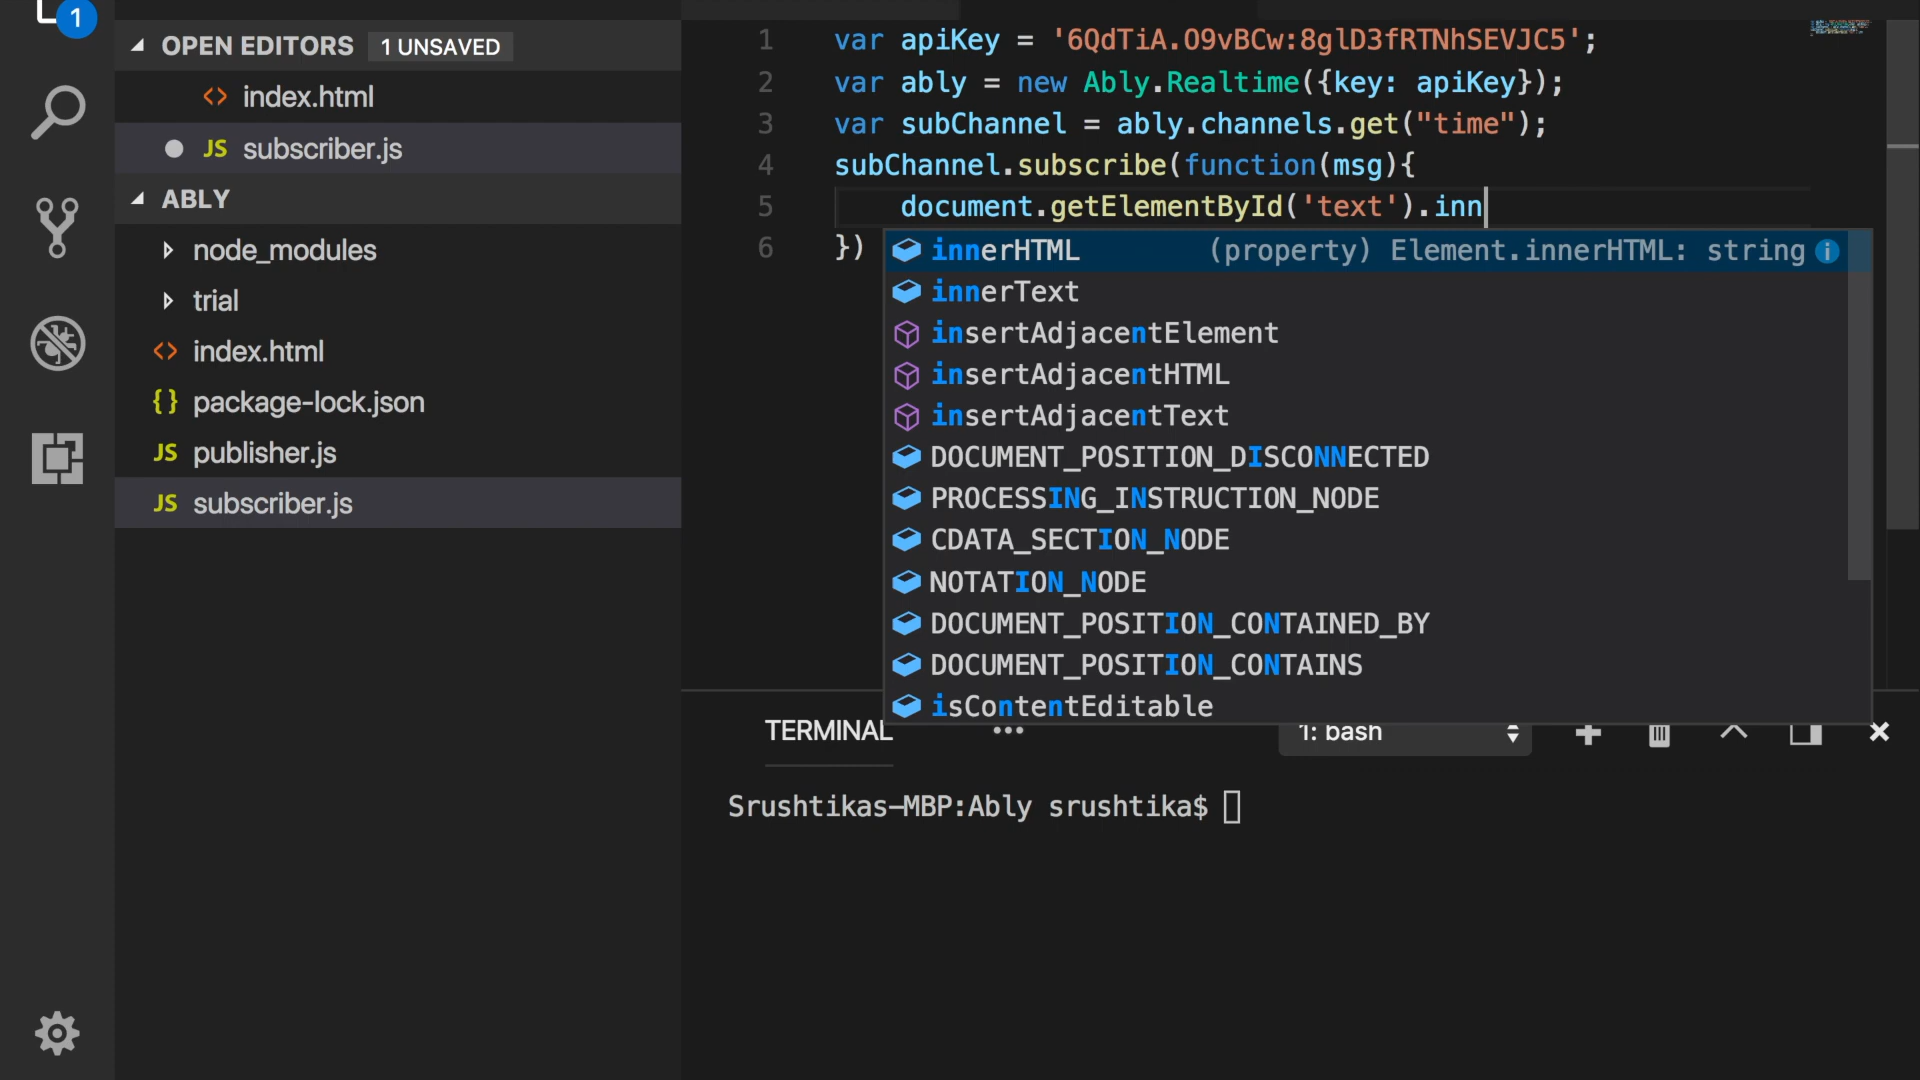 1
OPEN EDITORS 1 UNSAVED
<> index.html
JS subscriber.js
ABLY
node_modules
trial
<> index.html
{ } package-lock.json
JS publisher.js
JS subscriber.js
1 var apiKey = '6QdTiA.O9vBCw:8glD3fRTNhSEVJC5';
2 var ably = new Ably.Realtime({key: apiKey});
3 var subChannel = ably.channels.get("time");
4 subChannel.subscribe(function(msg){
5 document.getElementById('text').inn
6 })
innerHTML (property) Element.innerHTML: string
innerText
insertAdjacentElement
insertAdjacentHTML
insertAdjacentText
DOCUMENT_POSITION_DISCONNECTED
PROCESSING_INSTRUCTION_NODE
CDATA_SECTION_NODE
NOTATION_NODE
DOCUMENT_POSITION_CONTAINED_BY
DOCUMENT_POSITION_CONTAINS
isContentEditable
TERMINAL ••• 1: bash
Srushtikas-MBP:Ably srushtika$